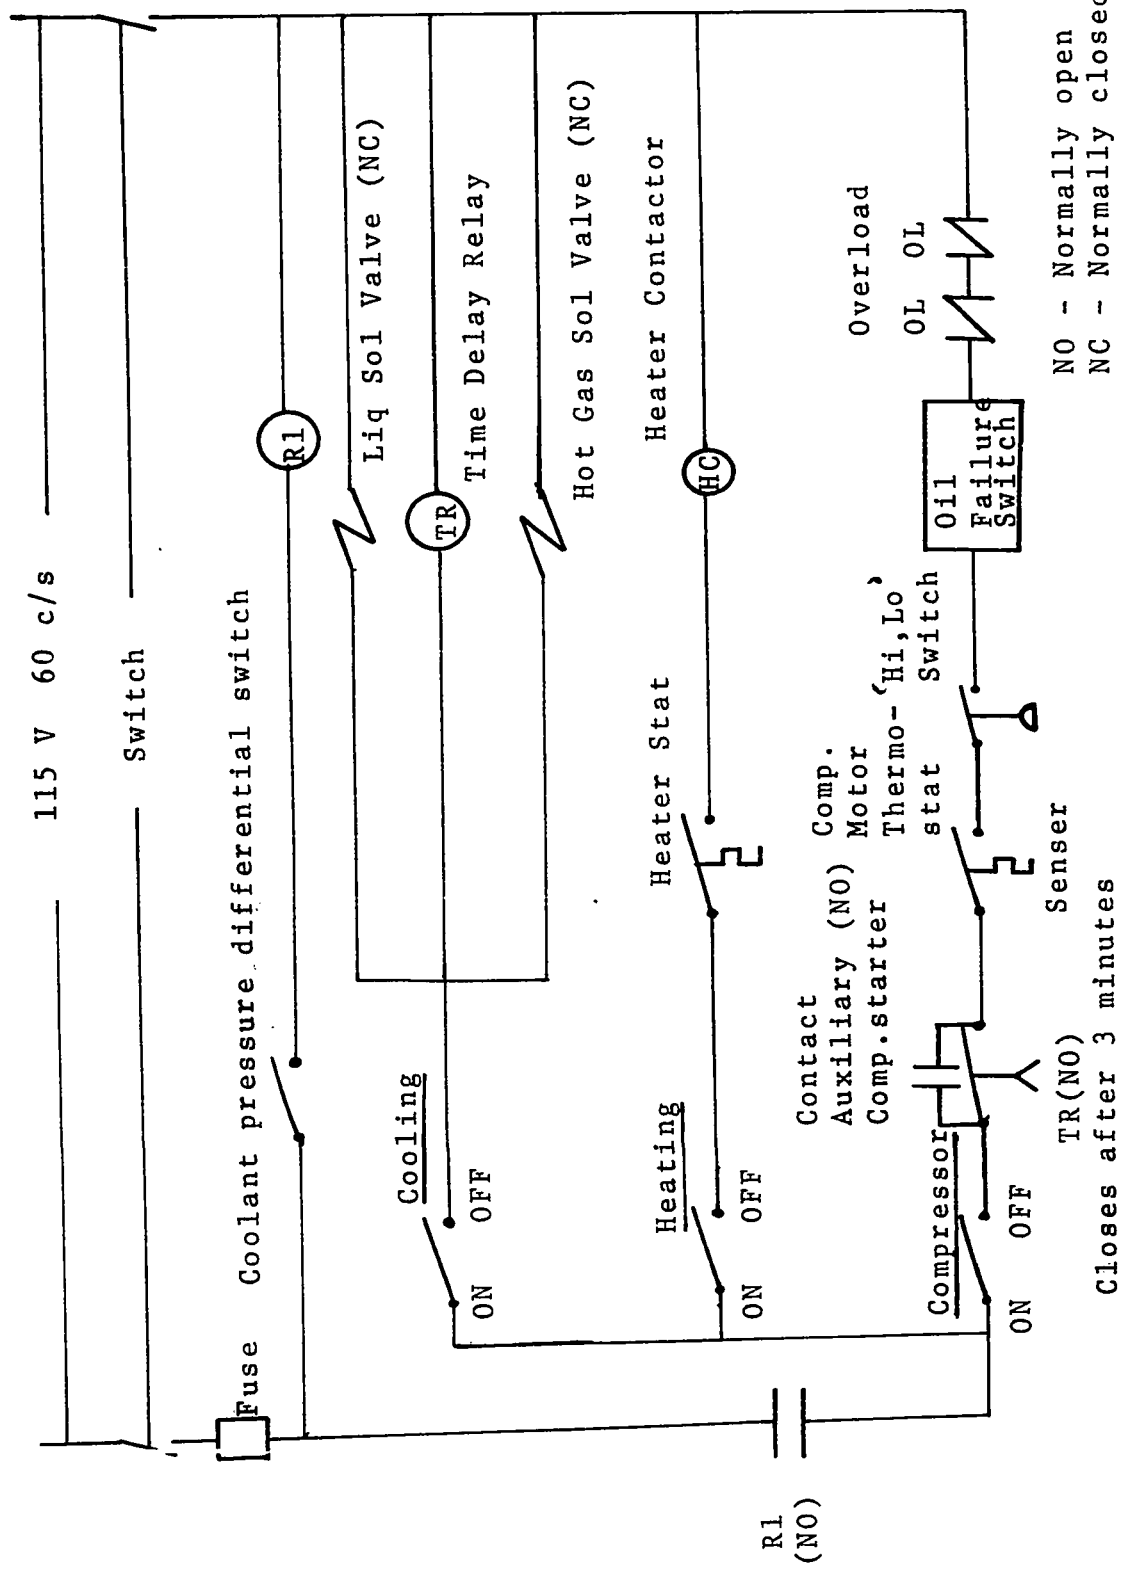 115 V 60 c/s
Switch
Fuse
Coolant pressure differential switch
R1
Liq Sol Valve (NC)
Cooling
ON
OFF
TR
Time Delay Relay
Hot Gas Sol Valve (NC)
R1
(NO)
Heating
ON
OFF
Heater Stat
HC
Heater Contactor
Contact
Auxiliary (NO)
Comp.starter
Comp.
Motor
Thermo-
stat
‘Hi,Lo’
Switch
Overload
OL
OL
Compressor
ON
OFF
Oil
Failure
Switch
Senser
TR(NO)
Closes after 3 minutes
NO - Normally open
NC - Normally closed